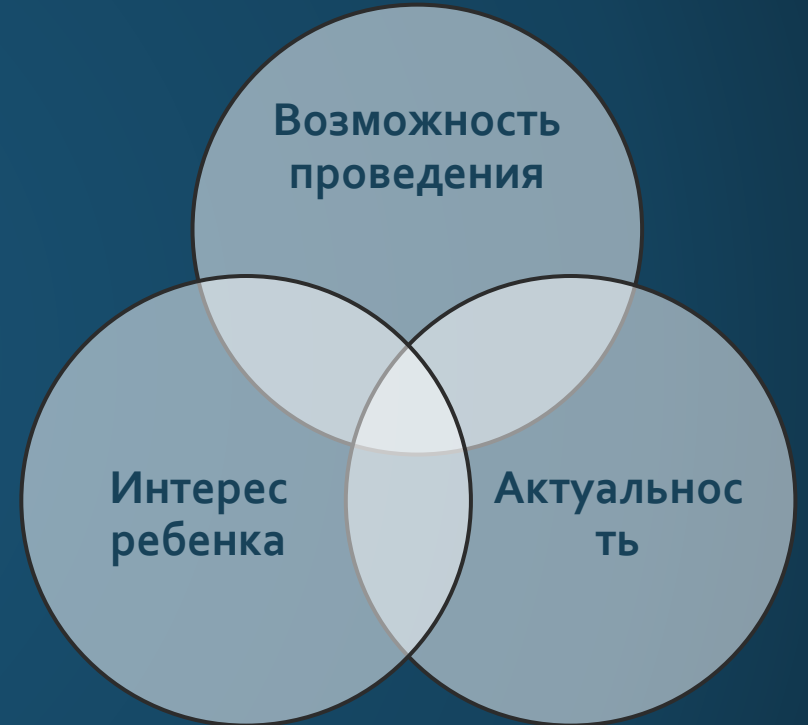 Возможность
проведения
Интерес
ребенка
Актуальнос
ть